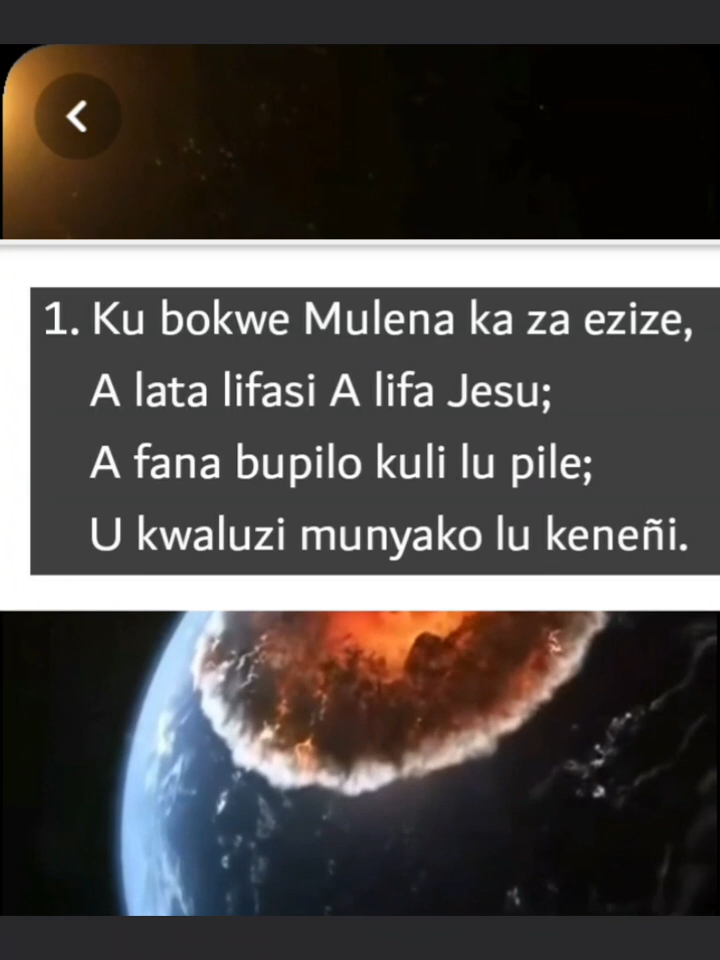 1. Ku bokwe Mulena ka za ezize,
A lata lifasi A lifa Jesu;
A fana bupilo kuli lu pile;
U kwaluzi munyako lu keneñi.